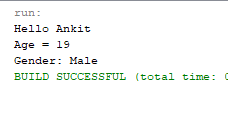 run:
Hello Ankit
Age = 19
Gender: Male
BUILD SUCCESSFUL (total time: